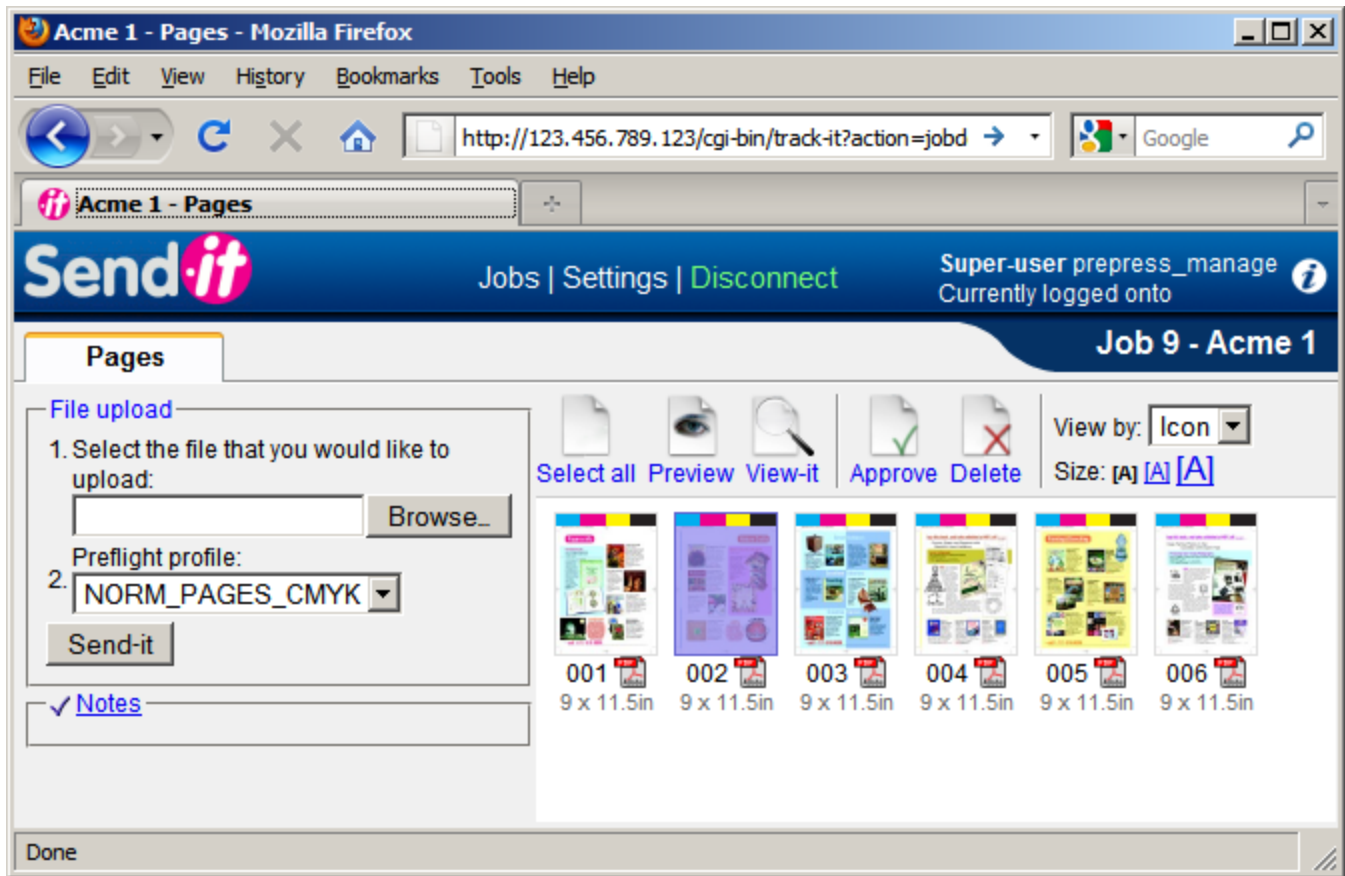 Acme 1 - Pages - Mozilla Firefox
File Edit View History Bookmarks Tools Help
http://123.456.789.123/cgi-bin/track-it?action=jobd
Google
Acme 1 - Pages
Send-it
Jobs | Settings | Disconnect
Super-user prepress_manage
Currently logged onto
Pages
Job 9 - Acme 1
File upload
1. Select the file that you would like to
upload:
Browse...
Preflight profile:
2. NORM_PAGES_CMYK
Send-it
Notes
Select all Preview View-it Approve Delete
View by: Icon
Size: [A] [A] [A]
001 002 003 004 005 006
9 x 11.5in 9 x 11.5in 9 x 11.5in 9 x 11.5in 9 x 11.5in 9 x 11.5in
Done